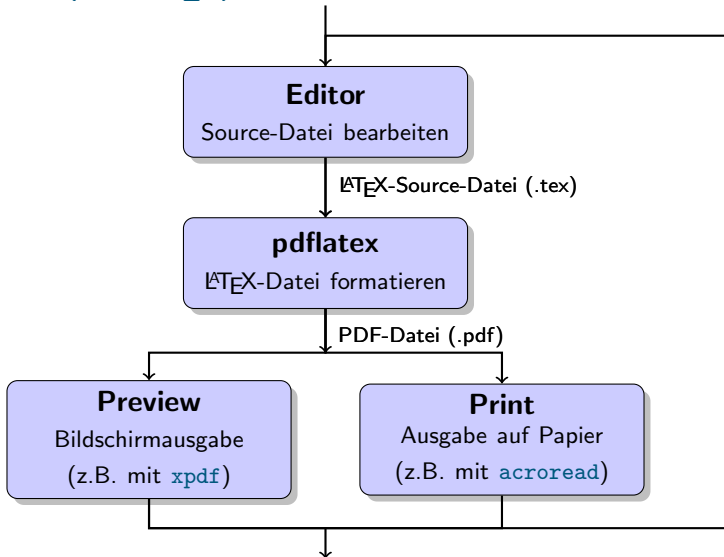 Editor
Source-Datei bearbeiten
LATEX-Source-Datei (.tex)
pdflatex
LATEX-Datei formatieren
PDF-Datei (.pdf)
Preview
Bildschirmausgabe
(z.B. mit xpdf)
Print
Ausgabe auf Papier
(z.B. mit acroread)